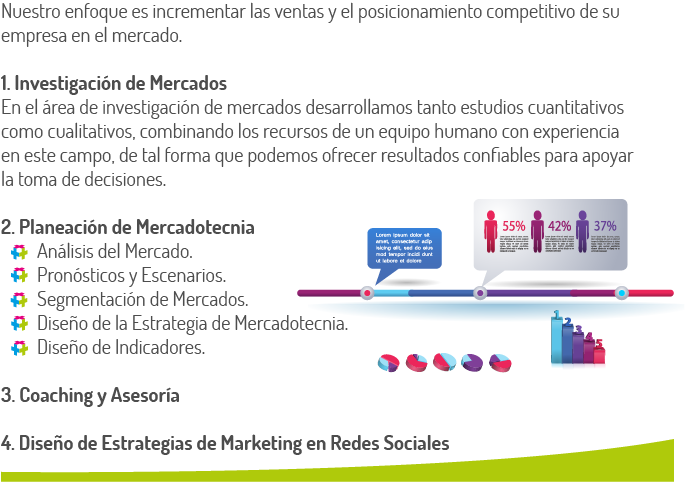 Nuestro enfoque es incrementar las ventas y el posicionamiento competitivo de su
empresa en el mercado.
1. Investigación de Mercados
En el área de investigación de mercados desarrollamos tanto estudios cuantitativos
como cualitativos, combinando los recursos de un equipo humano con experiencia
en este campo, de tal forma que podemos ofrecer resultados confiables para apoyar
la toma de decisiones.
2. Planeación de Mercadotecnia
Análisis del Mercado.
Pronósticos y Escenarios.
Segmentación de Mercados.
Diseño de la Estrategia de Mercadotecnia.
Diseño de Indicadores.
Lorem ipsum dolor sit
amet, consectetur adip
isicing elit, sed do eius
mod tempor incidi dunt
ut labore et dolore
55% 42% 37%
1
2
3
4
5
3. Coaching y Asesoría
4. Diseño de Estrategias de Marketing en Redes Sociales